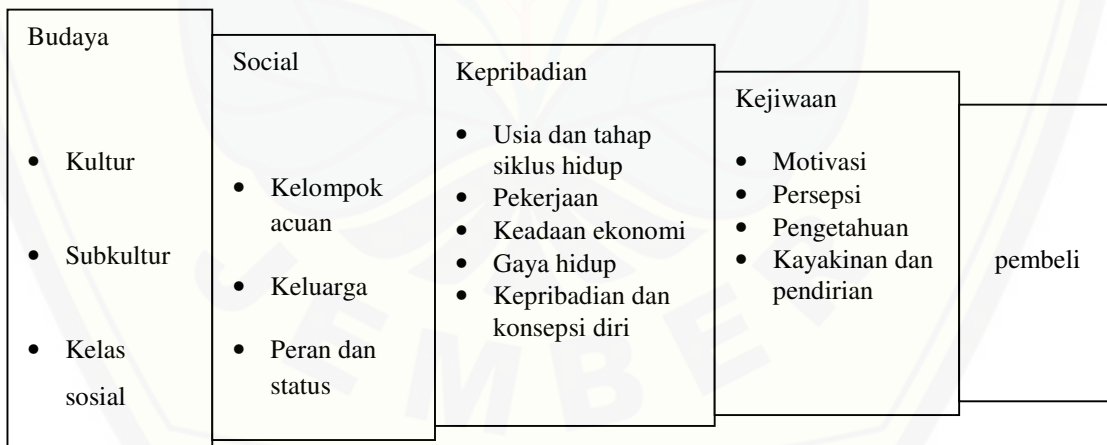 Budaya
• Kultur
• Subkultur
• Kelas
sosial
Social
• Kelompok
acuan
• Keluarga
• Peran dan
status
Kepribadian
• Usia dan tahap
siklus hidup
• Pekerjaan
• Keadaan ekonomi
• Gaya hidup
• Kepribadian dan
konsepsi diri
Kejiwaan
• Motivasi
• Persepsi
• Pengetahuan
• Kayakinan dan
pendirian
pembeli
JEMBER